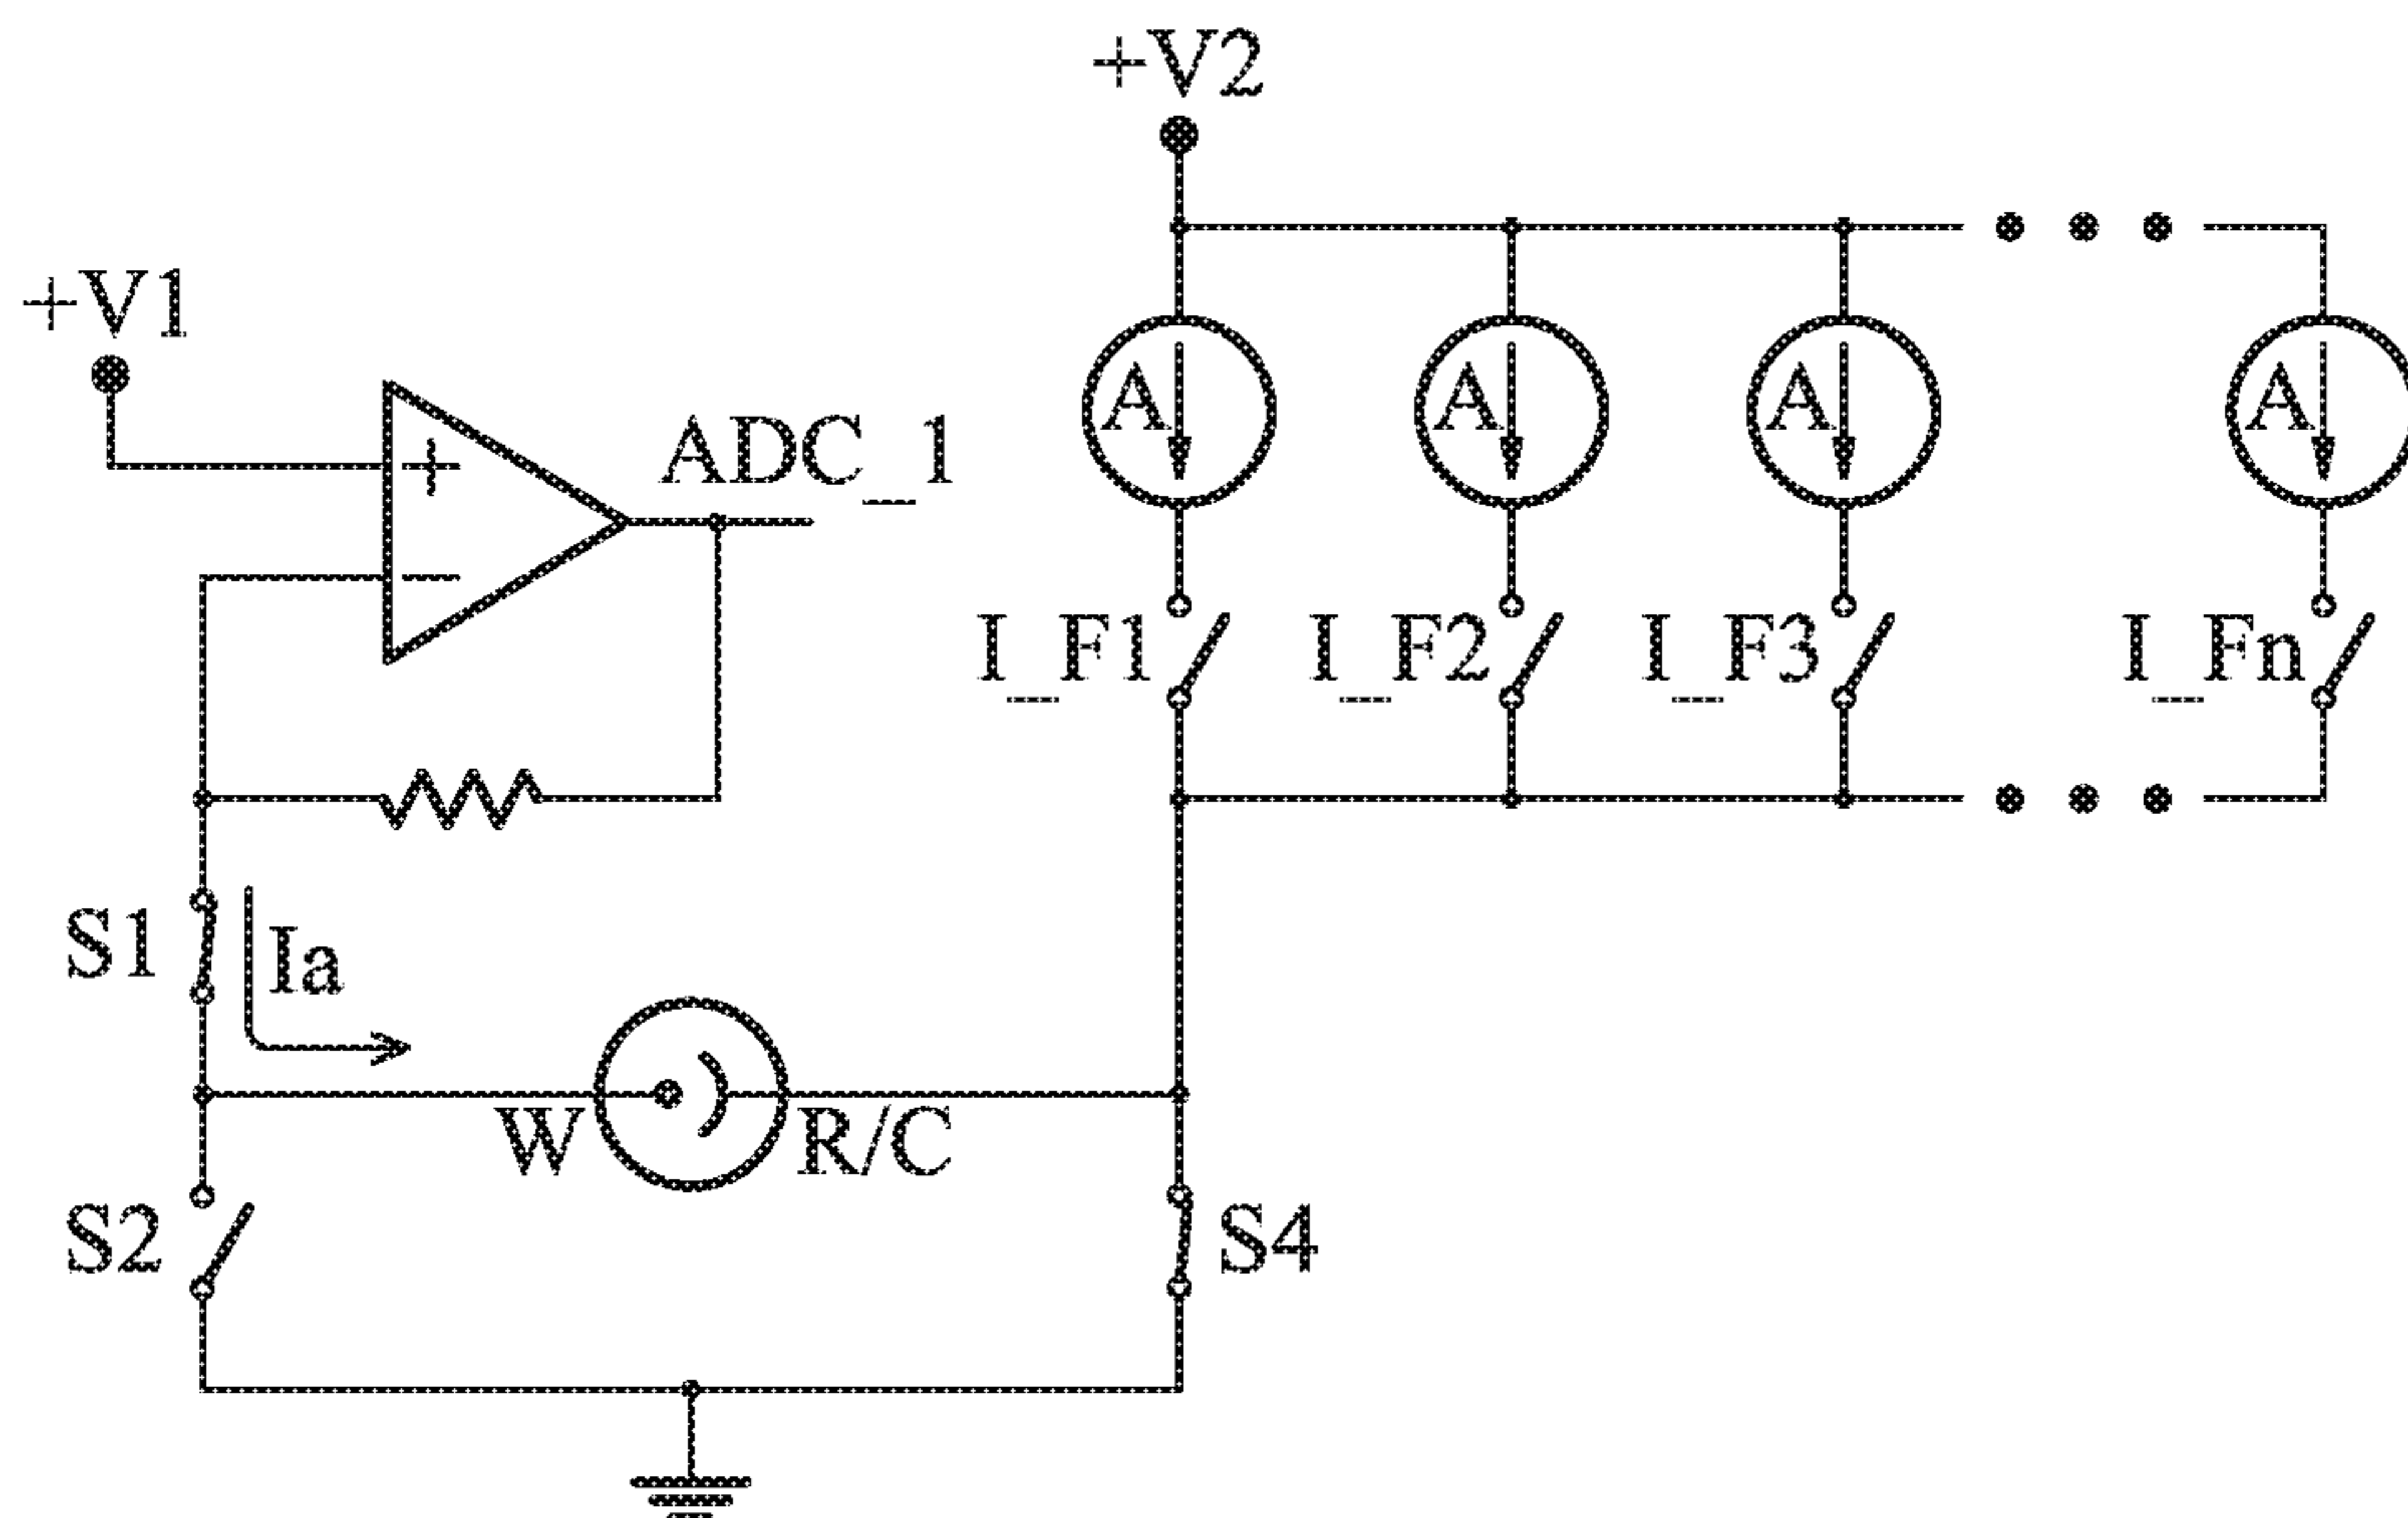 +V2
+V1
A
A
A
A
+
ADC_1
−
I_F1
I_F2
I_F3
I_Fn
S1
Ia
W
R/C
S2
S4